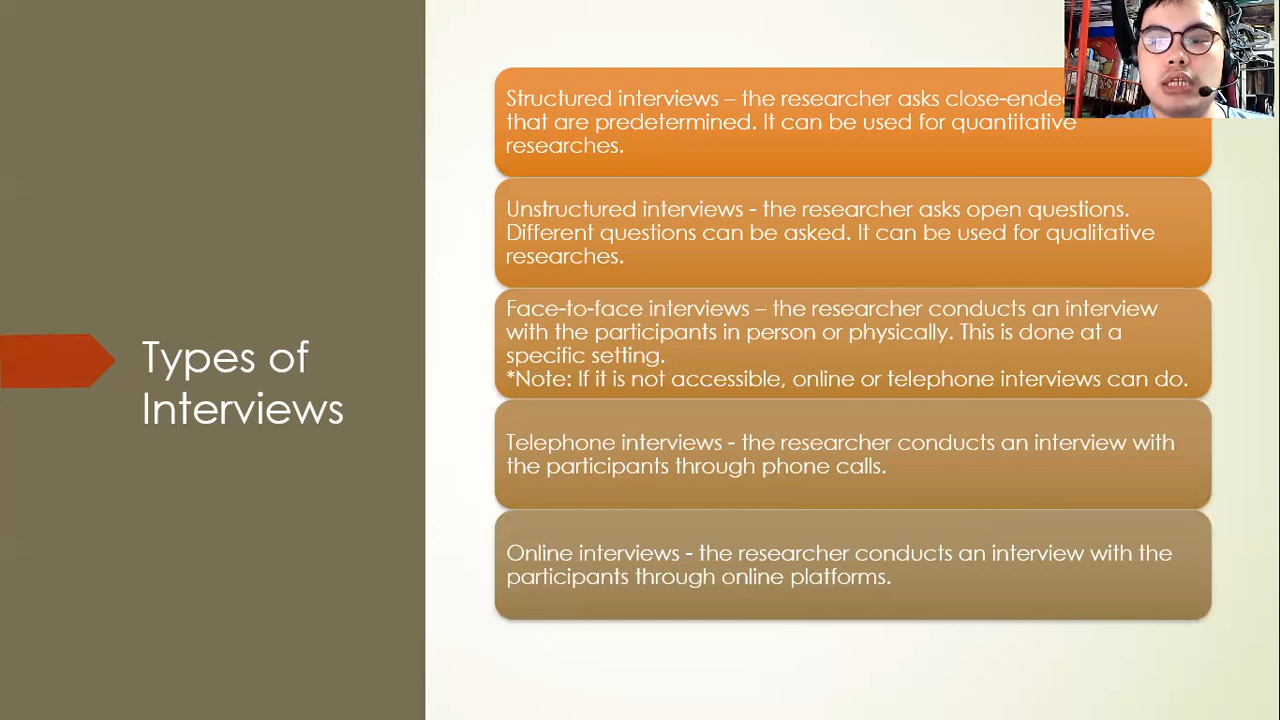 Types of
Interviews
Structured interviews – the researcher asks close-ende
that are predetermined. It can be used for quantitative
researches.
Unstructured interviews - the researcher asks open questions.
Different questions can be asked. It can be used for qualitative
researches.
Face-to-face interviews – the researcher conducts an interview
with the participants in person or physically. This is done at a
specific setting.
*Note: If it is not accessible, online or telephone interviews can do.
Telephone interviews - the researcher conducts an interview with
the participants through phone calls.
Online interviews - the researcher conducts an interview with the
participants through online platforms.